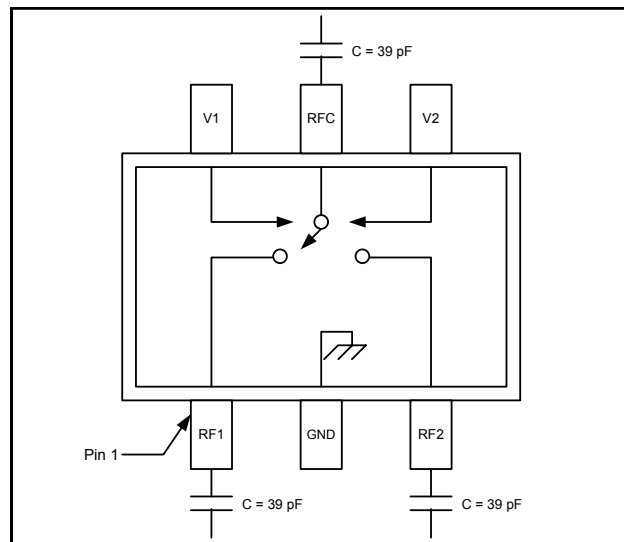 C = 39 pF
V1
RFC
V2
RF1
GND
RF2
Pin 1
C = 39 pF
C = 39 pF